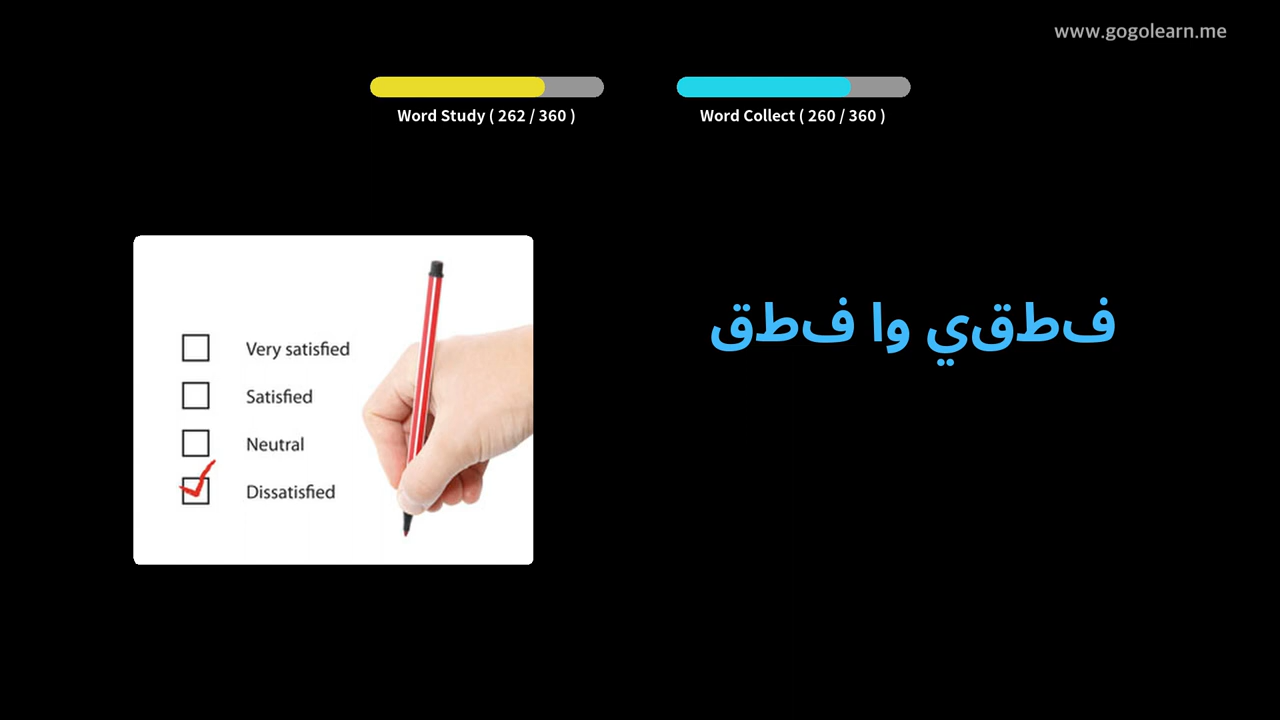 www.gogolearn.me
Word Study ( 262 / 360 )
Word Collect ( 260 / 360 )
فطقي وا فطق
Very satisfied
Satisfied
Neutral
Dissatisfied